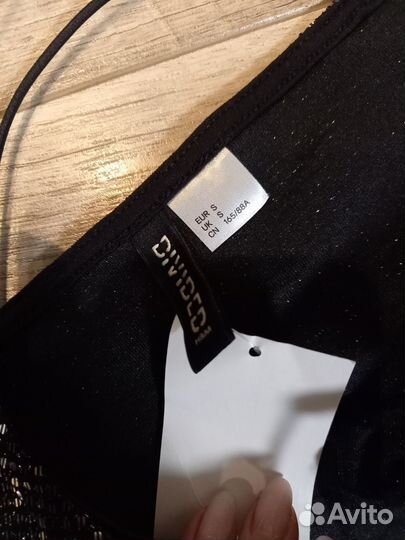 EUR S
UK S
CN 165/88A
DIVIDED
H&M
Avito